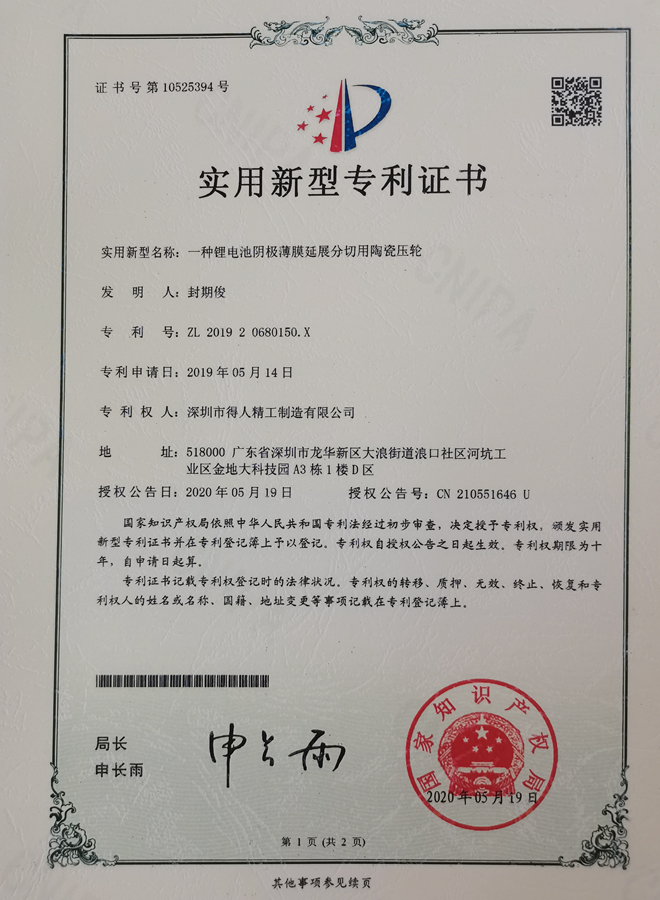 证书号第10525394号
实用新型专利证书
实用新型名称：一种锂电池阴极薄膜延展分切用陶瓷压轮
发明人：封期俊
专利号：ZL 2019 2 0680150.X
专利申请日：2019年05月14日
专利权人：深圳市得人精工制造有限公司
地址：518000 广东省深圳市龙华新区大浪街道浪口社区河坑工
业区金地大科技园A3栋1楼D区
授权公告日：2020年05月19日 授权公告号：CN 210551646 U
国家知识产权局依照中华人民共和国专利法经过初步审查，决定授予专利权，颁发实用
新型专利证书并在专利登记簿上予以登记。专利权自授权公告之日起生效。专利权期限为十
年，自申请日起算。
专利证书记载专利权登记时的法律状况。专利权的转移、质押、无效、终止、恢复和专
利权人的姓名或名称、国籍、地址变更等事项记载在专利登记簿上。
局长
申长雨
申长雨
国家知识产权局
2020年05月19日
第1页(共2页)
其他事项参见续页
CNIPA